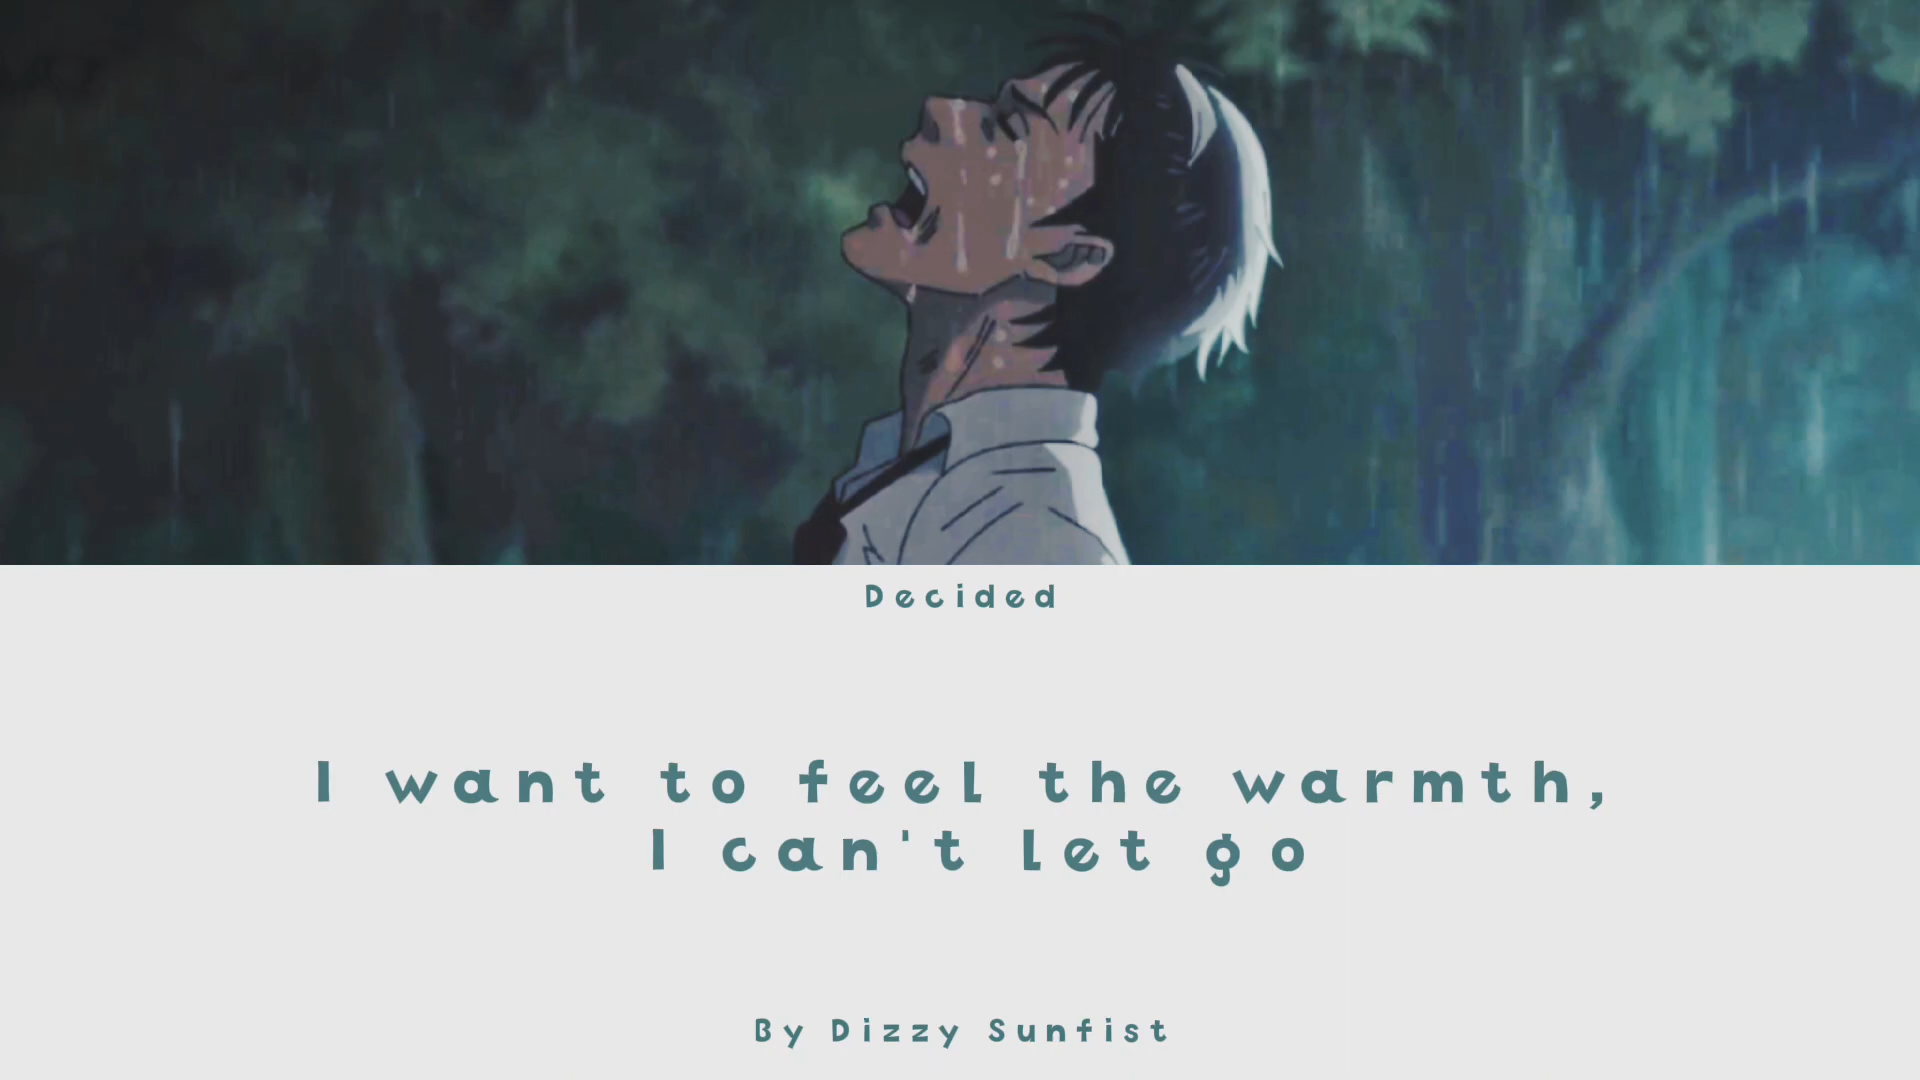 Decided
I want to feel the warmth,
I can't let go
By Dizzy Sunfist